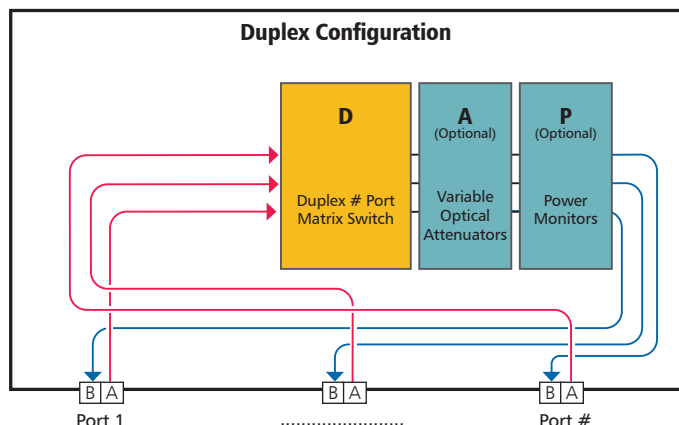 Duplex Configuration
D
Duplex # Port
Matrix Switch
A
(Optional)
Variable
Optical
Attenuators
P
(Optional)
Power
Monitors
B A
B A
B A
Port 1
.......................
Port #